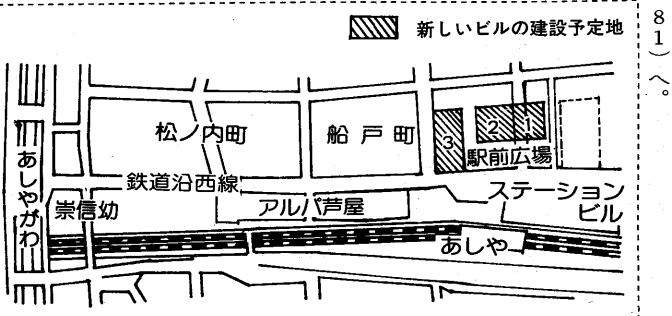 81）へ。
新しいビルの建設予定地
松ノ内町
船戸町
3
2
1
駅前広場
あしやがわ
鉄道沿西線
崇信幼
アルパ芦屋
ステーション
ビル
あしや